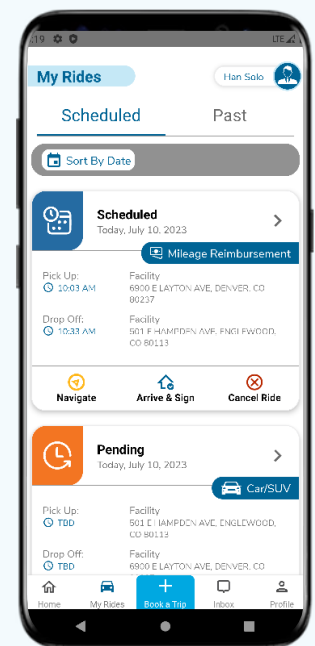 :19 LTE
My Rides
Han Solo
Scheduled Past
Sort By Date
Scheduled
Today, July 10, 2023
Mileage Reimbursement
Pick Up: Facility
10:03 AM 6900 E LAYTON AVE, DENVER, CO
80237
Drop Off: Facility
10:33 AM 501 E HAMPDEN AVE, ENGLEWOOD,
CO 80113
Navigate Arrive & Sign Cancel Ride
Pending
Today, July 10, 2023
Car/SUV
Pick Up: Facility
TBD 501 E HAMPDEN AVE, ENGLEWOOD,
CO 80113
Drop Off: Facility
TBD 6900 E LAYTON AVE, DENVER, CO
Home My Rides Book a Trip Inbox Profile